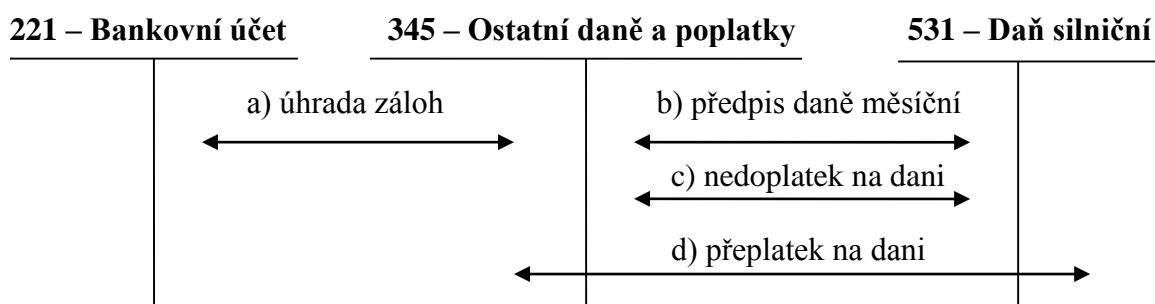 221 – Bankovní účet 345 – Ostatní daně a poplatky 531 – Daň silniční
a) úhrada záloh b) předpis daně měsíční
c) nedoplatek na dani
d) přeplatek na dani